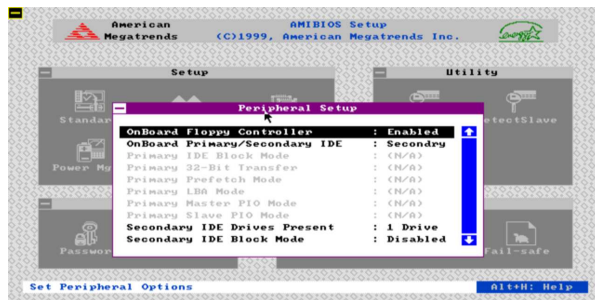 American Megatrends
AMIBIOS Setup
(C)1999, American Megatrends Inc.
energy
Setup
Utility
Standar
etectSlave
Peripheral Setup
OnBoard Floppy Controller : Enabled
OnBoard Primary/Secondary IDE : Secondry
Primary IDE Block Mode : (N/A)
Primary 32-Bit Transfer : (N/A)
Primary Prefetch Mode : (N/A)
Primary LBA Mode : (N/A)
Primary Master PIO Mode : (N/A)
Primary Slave PIO Mode : (N/A)
Secondary IDE Drives Present : 1 Drive
Secondary IDE Block Mode : Disabled
Power Mg
Passwor
Fail-safe
Set Peripheral Options
Alt+H: Help